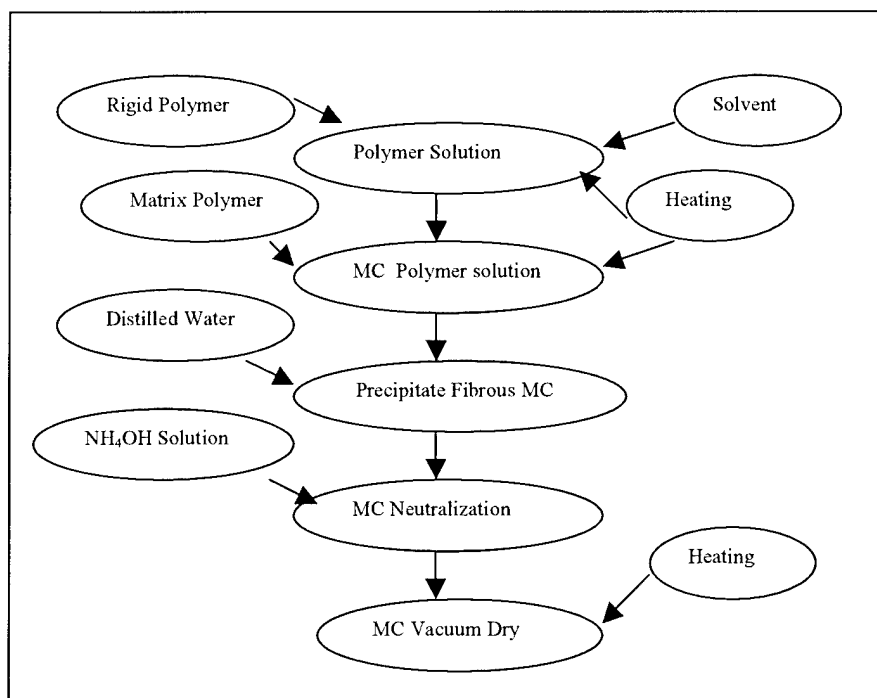 Rigid Polymer
Solvent
Polymer Solution
Matrix Polymer
Heating
MC Polymer solution
Distilled Water
Precipitate Fibrous MC
NH₄OH Solution
MC Neutralization
Heating
MC Vacuum Dry